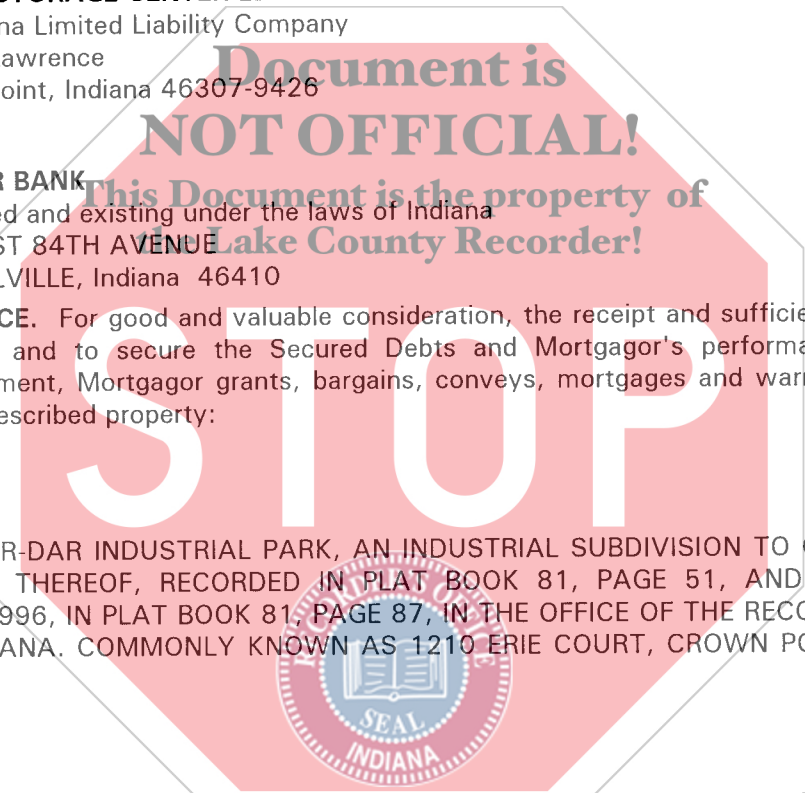 na Limited Liability Company
awrence
oint, Indiana 46307-9426
Document is
NOT OFFICIAL!
This Document is the property of
the Lake County Recorder!
R BANK
ed and existing under the laws of Indiana
ST 84TH AVENUE
LVILLE, Indiana 46410
CE. For good and valuable consideration, the receipt and sufficie
and to secure the Secured Debts and Mortgagor's performa
ment, Mortgagor grants, bargains, conveys, mortgages and warr
escribed property:
STOP
R-DAR INDUSTRIAL PARK, AN INDUSTRIAL SUBDIVISION TO
THEREOF, RECORDED IN PLAT BOOK 81, PAGE 51, AND
996, IN PLAT BOOK 81, PAGE 87, IN THE OFFICE OF THE RECO
ANA. COMMONLY KNOWN AS 1210 ERIE COURT, CROWN PO
RECORDER'S OFFICE
SEAL
INDIANA